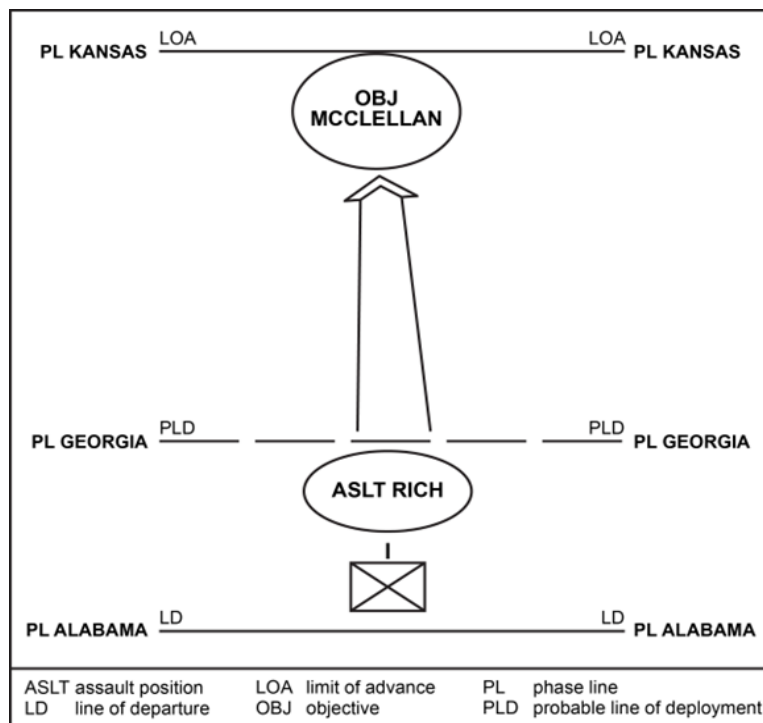 LOA LOA
PL KANSAS PL KANSAS
OBJ
MCCLELLAN
PLD PLD
PL GEORGIA PL GEORGIA
ASLT RICH
I
LD LD
PL ALABAMA PL ALABAMA
ASLT assault position LOA limit of advance PL phase line
LD line of departure OBJ objective PLD probable line of deployment